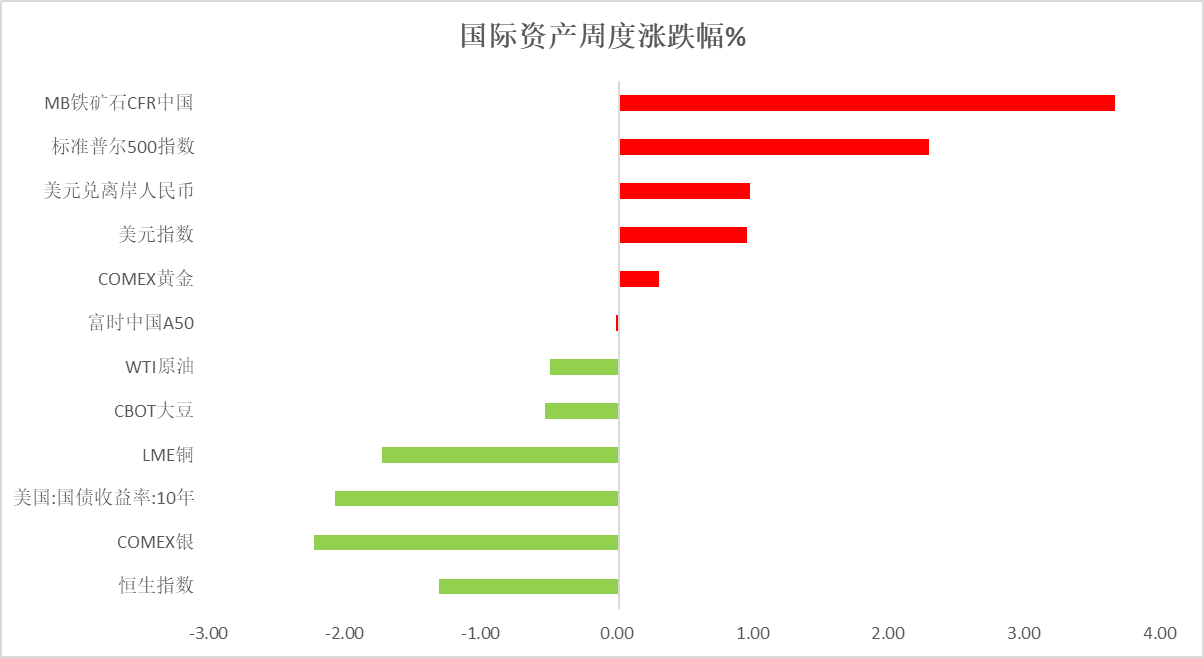 国际资产周度涨跌幅%
MB铁矿石CFR中国
标准普尔500指数
美元兑离岸人民币
美元指数
COMEX黄金
富时中国A50
WTI原油
CBOT大豆
LME铜
美国:国债收益率:10年
COMEX银
恒生指数
-3.00 -2.00 -1.00 0.00 1.00 2.00 3.00 4.00